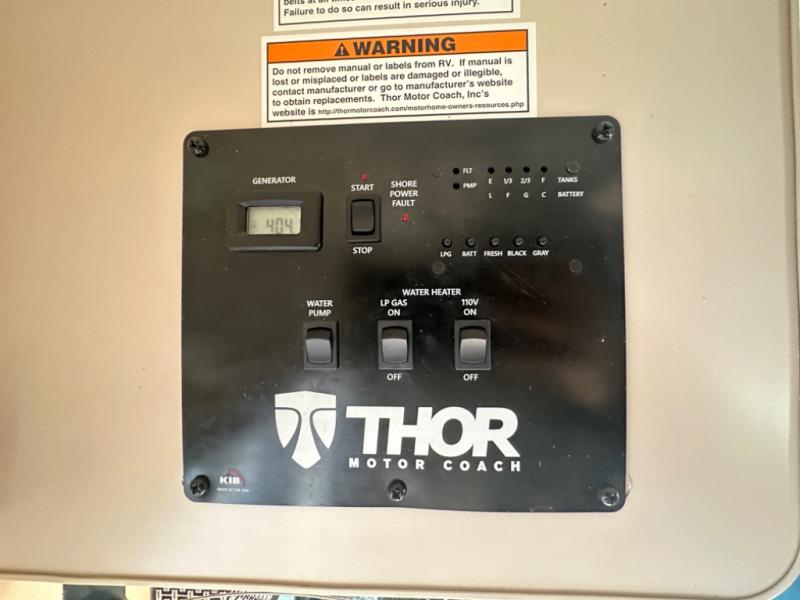 belts at all times
Failure to do so can result in serious injury.
WARNING
Do not remove manual or labels from RV. If manual is
lost or misplaced or labels are damaged or illegible,
contact manufacturer or go to manufacturer's website
to obtain replacements. Thor Motor Coach, Inc's
website is http://thormotorcoach.com/motorhome-owners-resources.php
GENERATOR
404
START
STOP
SHORE
POWER
FAULT
FLT
PMP
E 1/3 2/3 F TANKS
L F G C BATTERY
LPG BATT FRESH BLACK GRAY
WATER HEATER
WATER
PUMP
LP GAS
ON
OFF
110V
ON
OFF
THOR
MOTOR COACH
KIB
MADE IN THE USA